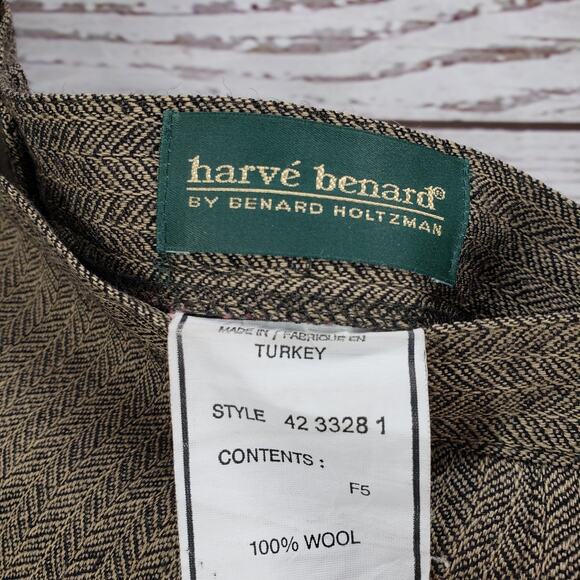 harvé benard®
BY BENARD HOLTZMAN
MADE IN / FABRIQUE EN
TURKEY
STYLE 42 3328 1
CONTENTS :
F5
100% WOOL